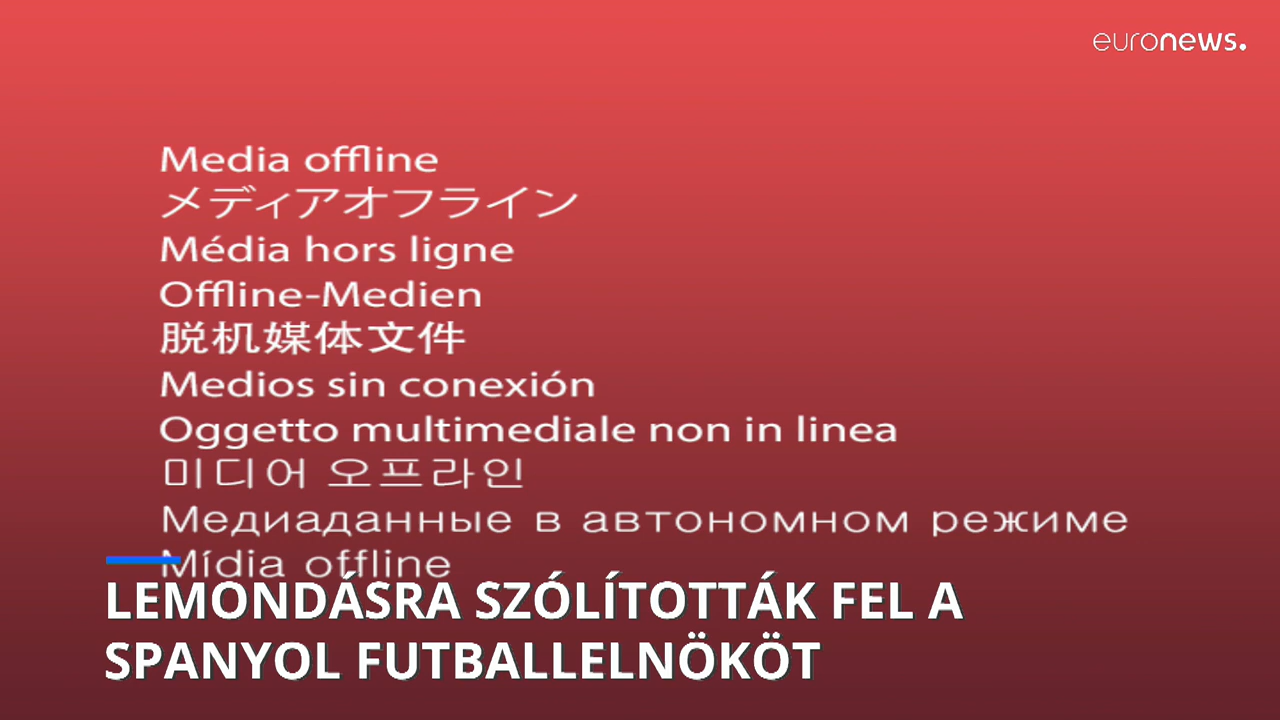 euronews.
Media offline
メディアオフライン
Média hors ligne
Offline-Medien
脱机媒体文件
Medios sin conexión
Oggetto multimediale non in linea
미디어 오프라인
Медиаданные в автономном режиме
Mídia offline
LEMONDÁSRA SZÓLÍTOTTÁK FEL A
SPANYOL FUTBALLELNÖKÖT